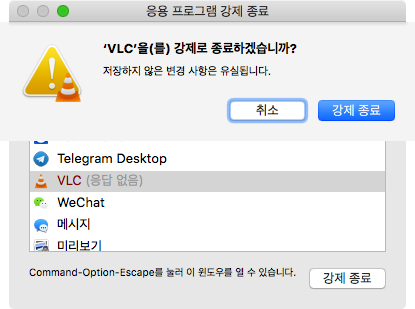 응용 프로그램 강제 종료
‘VLC’을(를) 강제로 종료하겠습니까?
저장하지 않은 변경 사항은 유실됩니다.
취소
강제 종료
Telegram Desktop
VLC (응답 없음)
WeChat
메시지
미리보기
Command-Option-Escape를 눌러 이 윈도우를 열 수 있습니다.
강제 종료